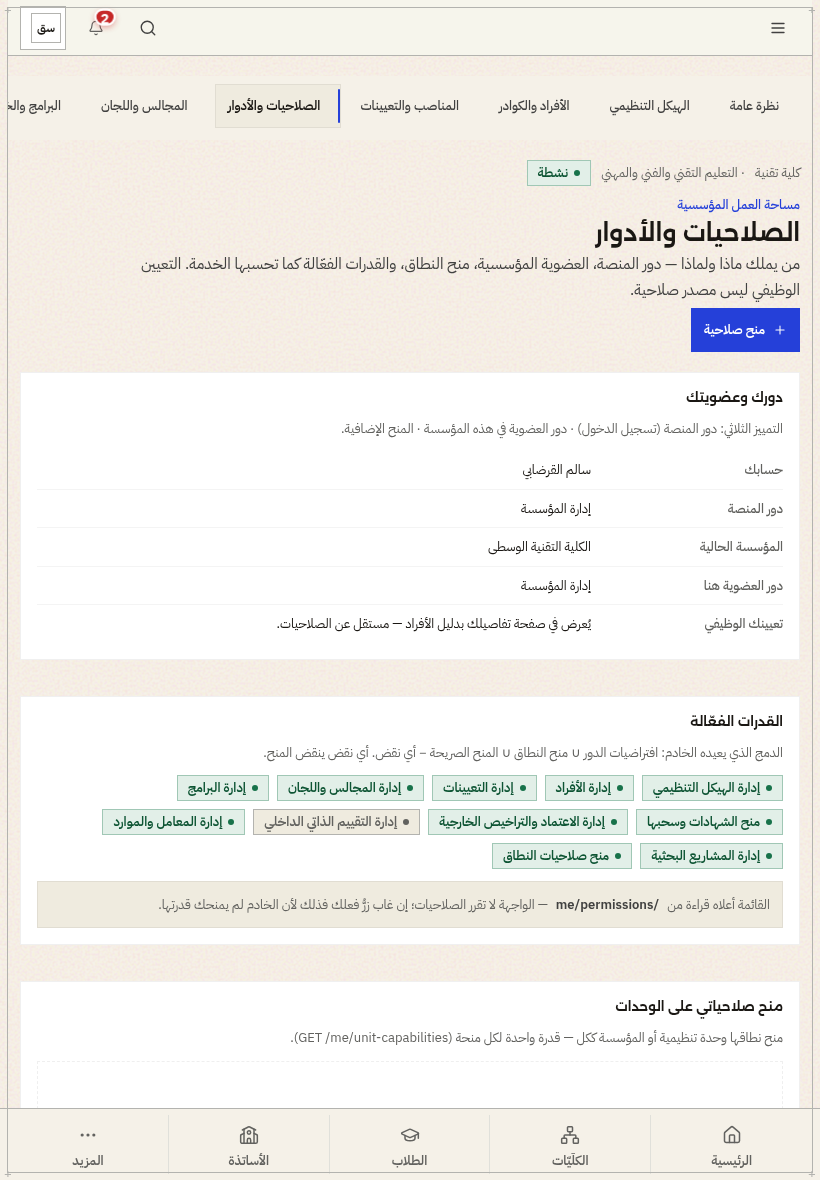 سق
2
نظرة عامة
الهيكل التنظيمي
الأفراد والكوادر
المناصب والتعيينات
الصلاحيات والأدوار
المجالس واللجان
البرامج
كلية تقنية · التعليم التقني والفني والمهني
نشطة
مساحة العمل المؤسسية
الصلاحيات والأدوار
من يملك ماذا ولماذا — دور المنصة، العضوية المؤسسية، منح النطاق، والقدرات الفعّالة كما تحسبها الخدمة. التعيين
الوظيفي ليس مصدر صلاحية.
+ منح صلاحية
دورك وعضويتك
التمييز الثلاثي: دور المنصة (تسجيل الدخول) · دور العضوية في هذه المؤسسة · المنح الإضافية.
حسابك سالم القرضابي
دور المنصة إدارة المؤسسة
المؤسسة الحالية الكلية التقنية الوسطى
دور العضوية هنا إدارة المؤسسة
تعيينك الوظيفي يُعرض في صفحة تفاصيلك بدليل الأفراد — مستقل عن الصلاحيات.
القدرات الفعّالة
الدمج الذي يعيده الخادم: افتراضيات الدور ∪ منح النطاق ∪ المنح الصريحة − أي نقض. أي نقض ينقض المنح.
إدارة الهيكل التنظيمي
إدارة الأفراد
إدارة التعيينات
إدارة المجالس واللجان
إدارة البرامج
منح الشهادات وسحبها
إدارة الاعتماد والتراخيص الخارجية
إدارة التقييم الذاتي الداخلي
إدارة المعامل والموارد
إدارة المشاريع البحثية
منح صلاحيات النطاق
القائمة أعلاه قراءة من me/permissions/ — الواجهة لا تقرر الصلاحيات؛ إن غاب زرٌّ فعلك فذلك لأن الخادم لم يمنحك قدرتها.
منح صلاحياتي على الوحدات
منح نطاقها وحدة تنظيمية أو المؤسسة ككل — قدرة واحدة لكل منحة (GET /me/unit-capabilities).
الرئيسية
الكلّيّات
الطلاب
الأساتذة
المزيد